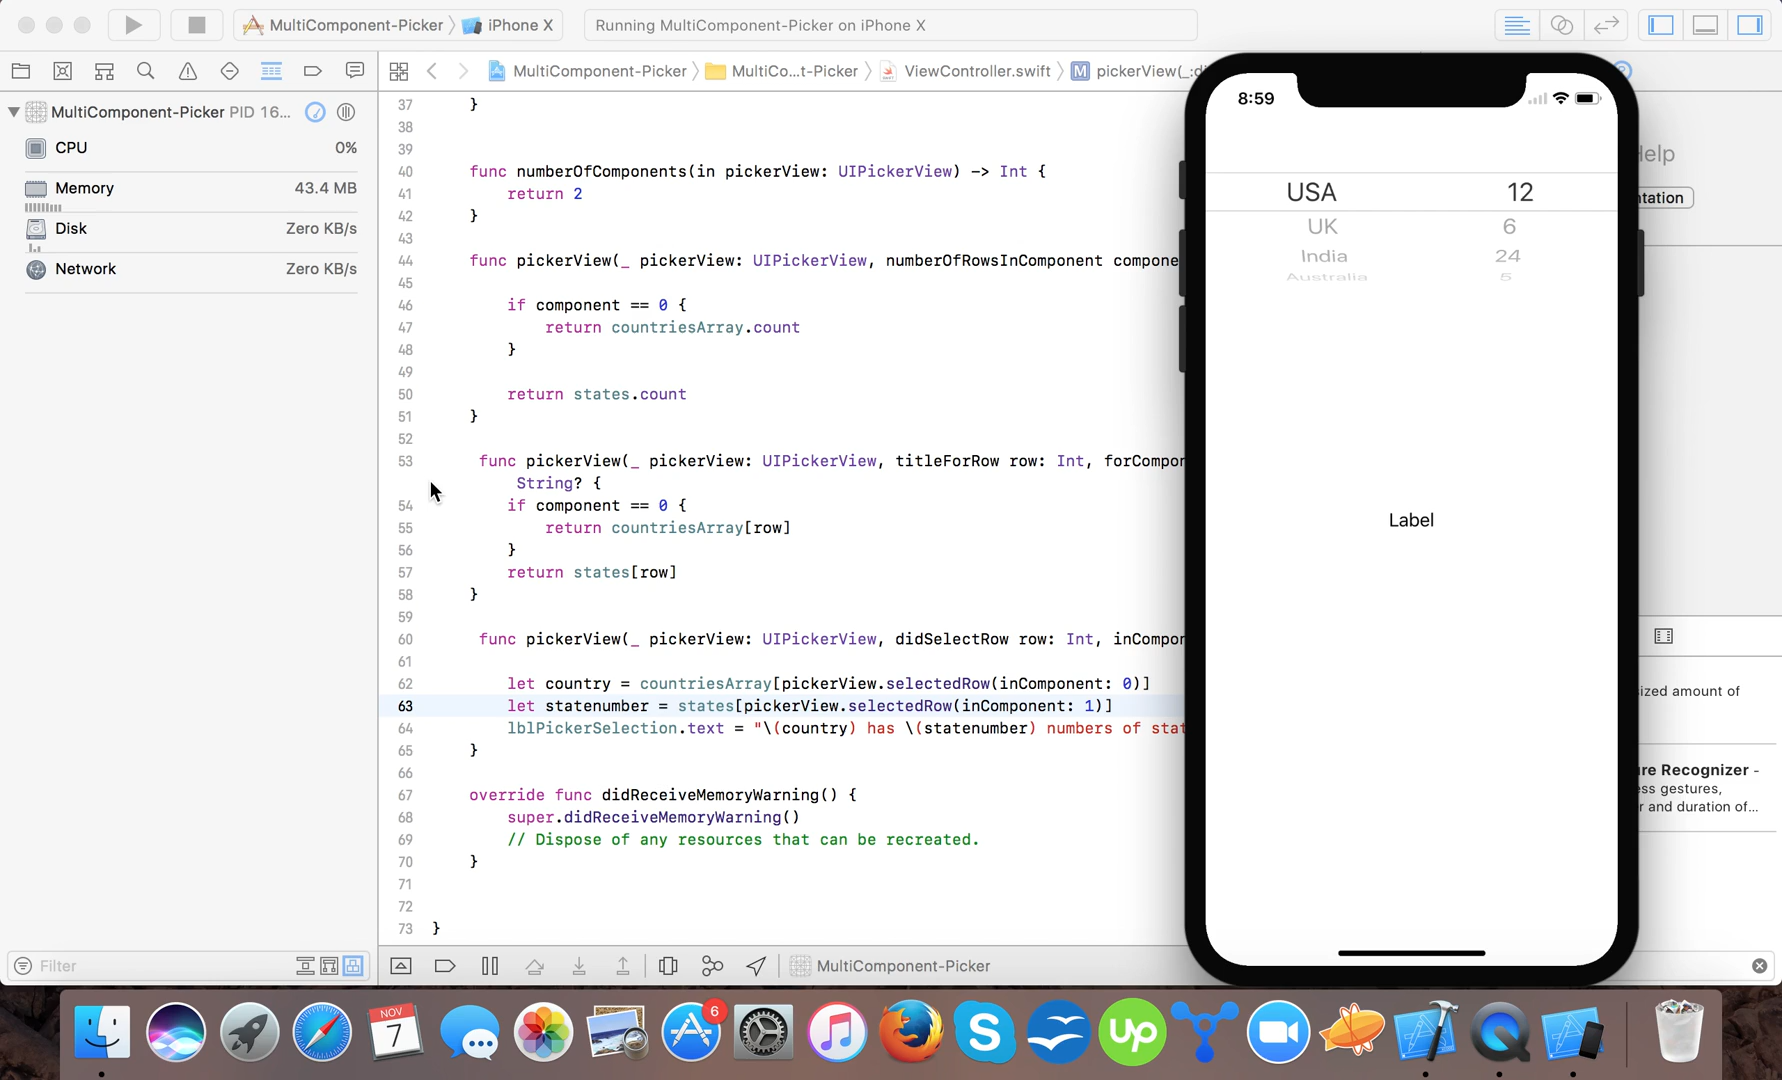 MultiComponent-Picker
iPhone X
Running MultiComponent-Picker on iPhone X
MultiComponent-Picker
MultiCo...t-Picker
ViewController.swift
M
pickerView(_:di
MultiComponent-Picker PID 16...
CPU
0%
Memory
43.4 MB
Disk
Zero KB/s
Network
Zero KB/s
37 }
38
39
40 func numberOfComponents(in pickerView: UIPickerView) -> Int {
41 return 2
42 }
43
44 func pickerView(_ pickerView: UIPickerView, numberOfRowsInComponent compone
45
46 if component == 0 {
47 return countriesArray.count
48 }
49
50 return states.count
51 }
52
53 func pickerView(_ pickerView: UIPickerView, titleForRow row: Int, forCompor
String? {
54 if component == 0 {
55 return countriesArray[row]
56 }
57 return states[row]
58 }
59
60 func pickerView(_ pickerView: UIPickerView, didSelectRow row: Int, inCompor
61
62 let country = countriesArray[pickerView.selectedRow(inComponent: 0)]
63 let statenumber = states[pickerView.selectedRow(inComponent: 1)]
64 lblPickerSelection.text = "\(country) has \(statenumber) numbers of stat
65 }
66
67 override func didReceiveMemoryWarning() {
68 super.didReceiveMemoryWarning()
69 // Dispose of any resources that can be recreated.
70 }
71
72
73 }
8:59
USA 12
UK 6
India 24
Australia 5
Label
Help
ntation
sized amount of
ure Recognizer -
ess gestures,
r and duration of...
Filter
MultiComponent-Picker
NOV
7
6
S
up